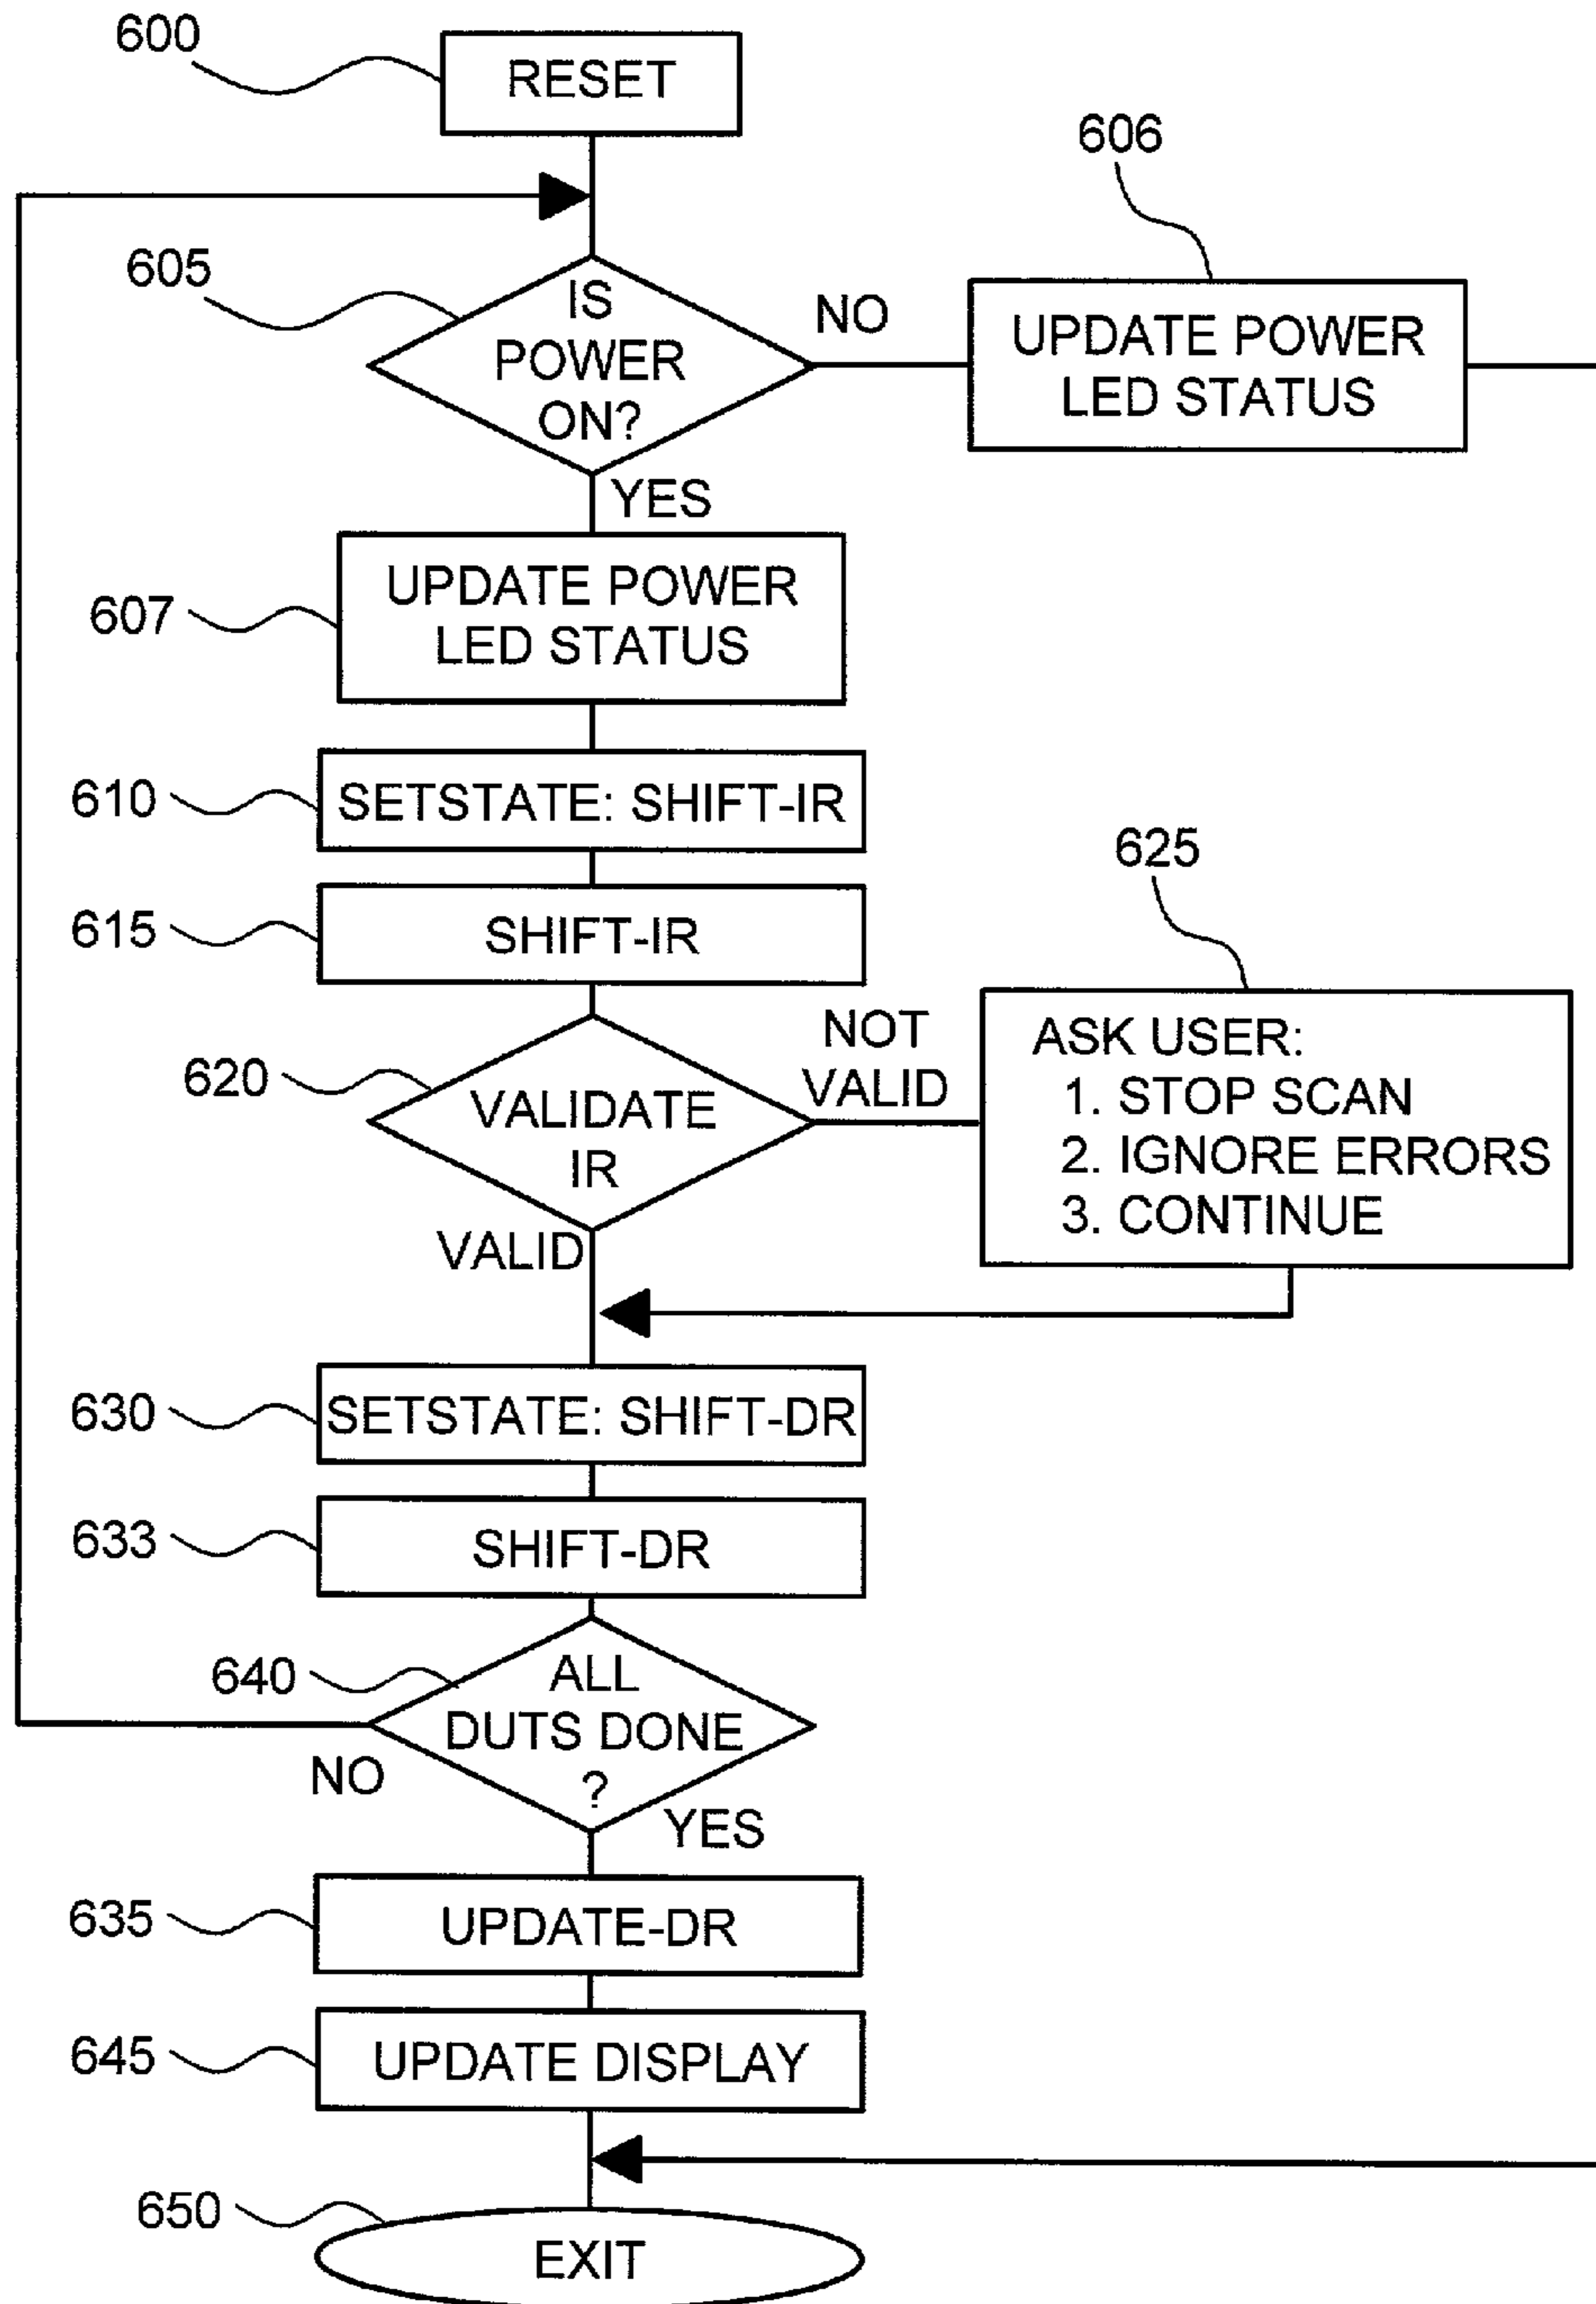 600
RESET
606
605
IS
POWER
ON?
NO
UPDATE POWER
LED STATUS
YES
607
UPDATE POWER
LED STATUS
610
SETSTATE: SHIFT-IR
625
615
SHIFT-IR
620
VALIDATE
IR
NOT
VALID
ASK USER:
1. STOP SCAN
2. IGNORE ERRORS
3. CONTINUE
VALID
630
SETSTATE: SHIFT-DR
633
SHIFT-DR
640
ALL
DUTS DONE
?
NO
YES
635
UPDATE-DR
645
UPDATE DISPLAY
650
EXIT